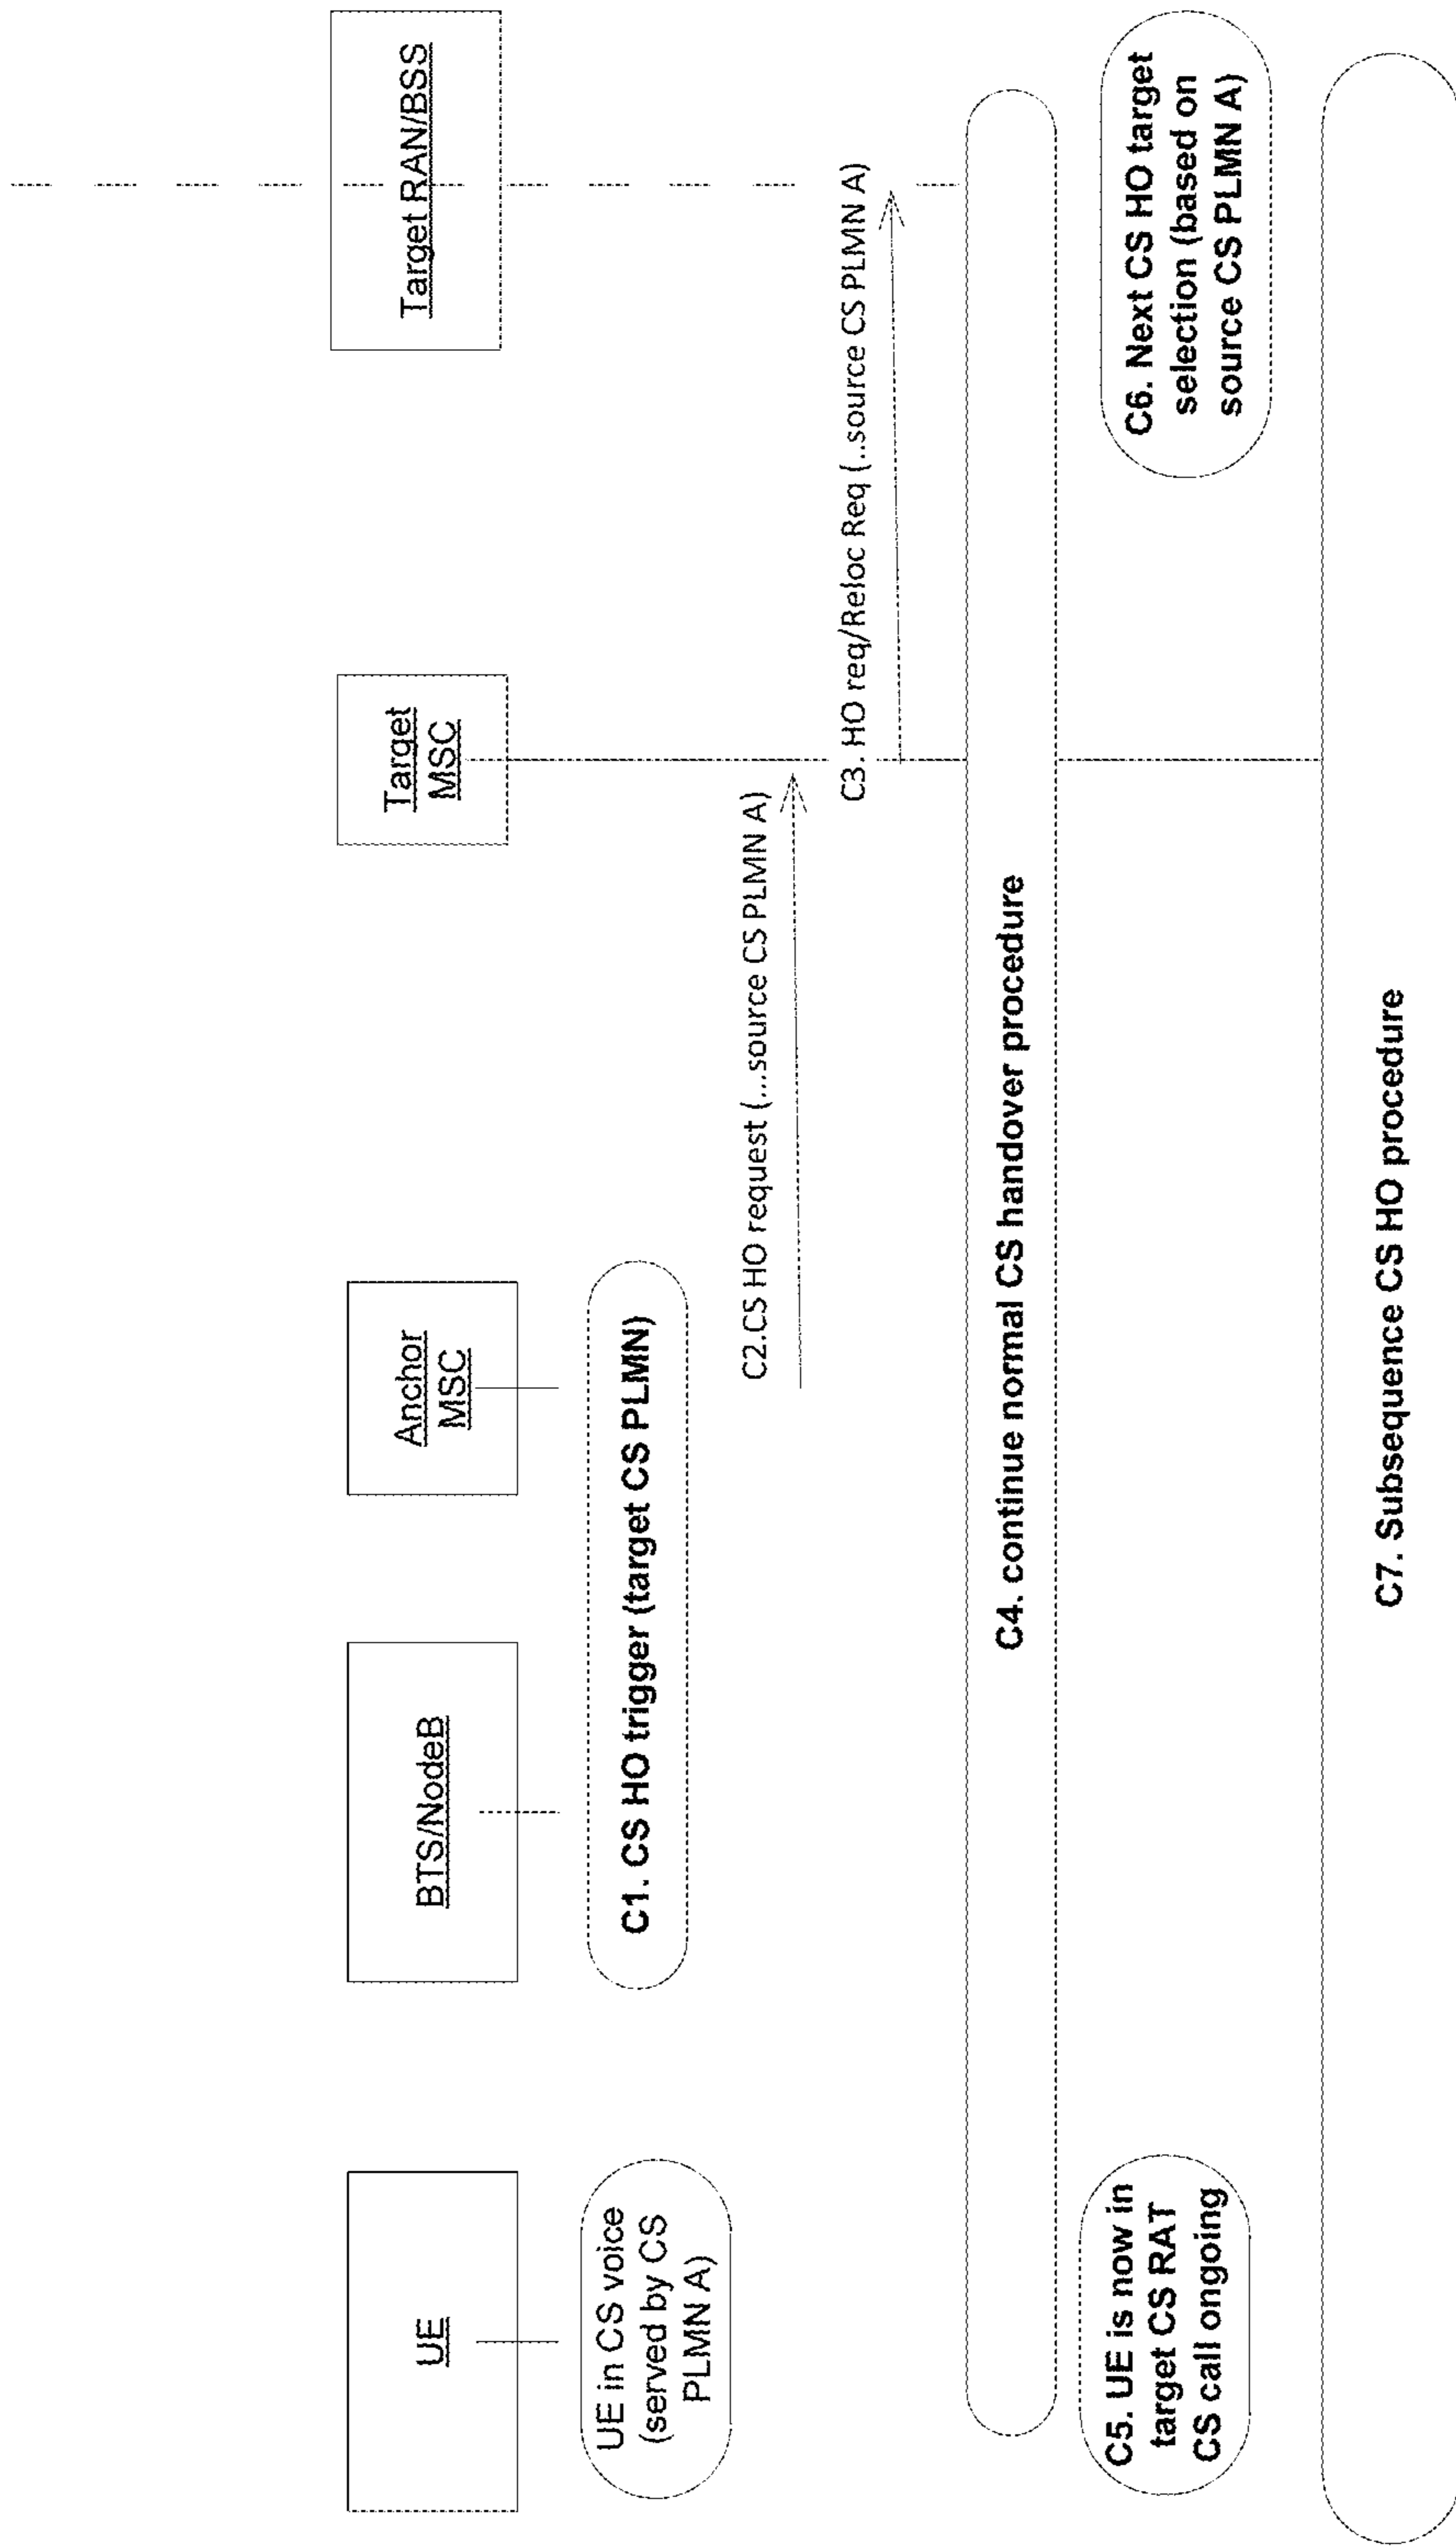 UE
BTS/NodeB
Anchor
MSC
Target
MSC
Target RAN/BSS
UE in CS voice
(served by CS
PLMN A)
C1. CS HO trigger (target CS PLMN)
C2.CS HO request (...source CS PLMN A)
C3. HO req/Reloc Req (..source CS PLMN A)
C4. continue normal CS handover procedure
C5. UE is now in
target CS RAT
CS call ongoing
C6. Next CS HO target
selection (based on
source CS PLMN A)
C7. Subsequence CS HO procedure